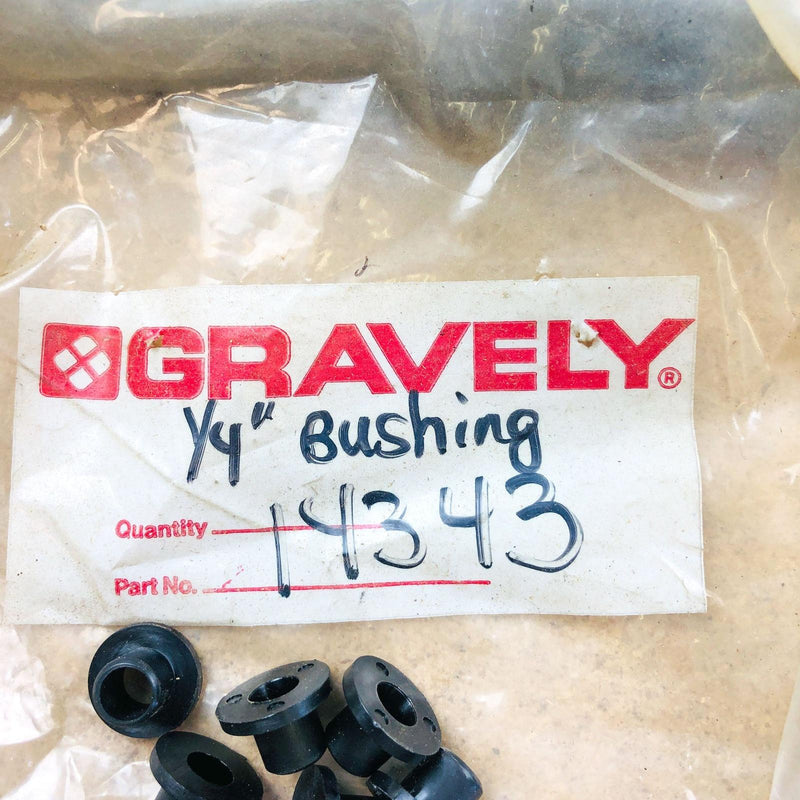 GRAVELY®
1/4" Bushing
Quantity
14343
Part No.